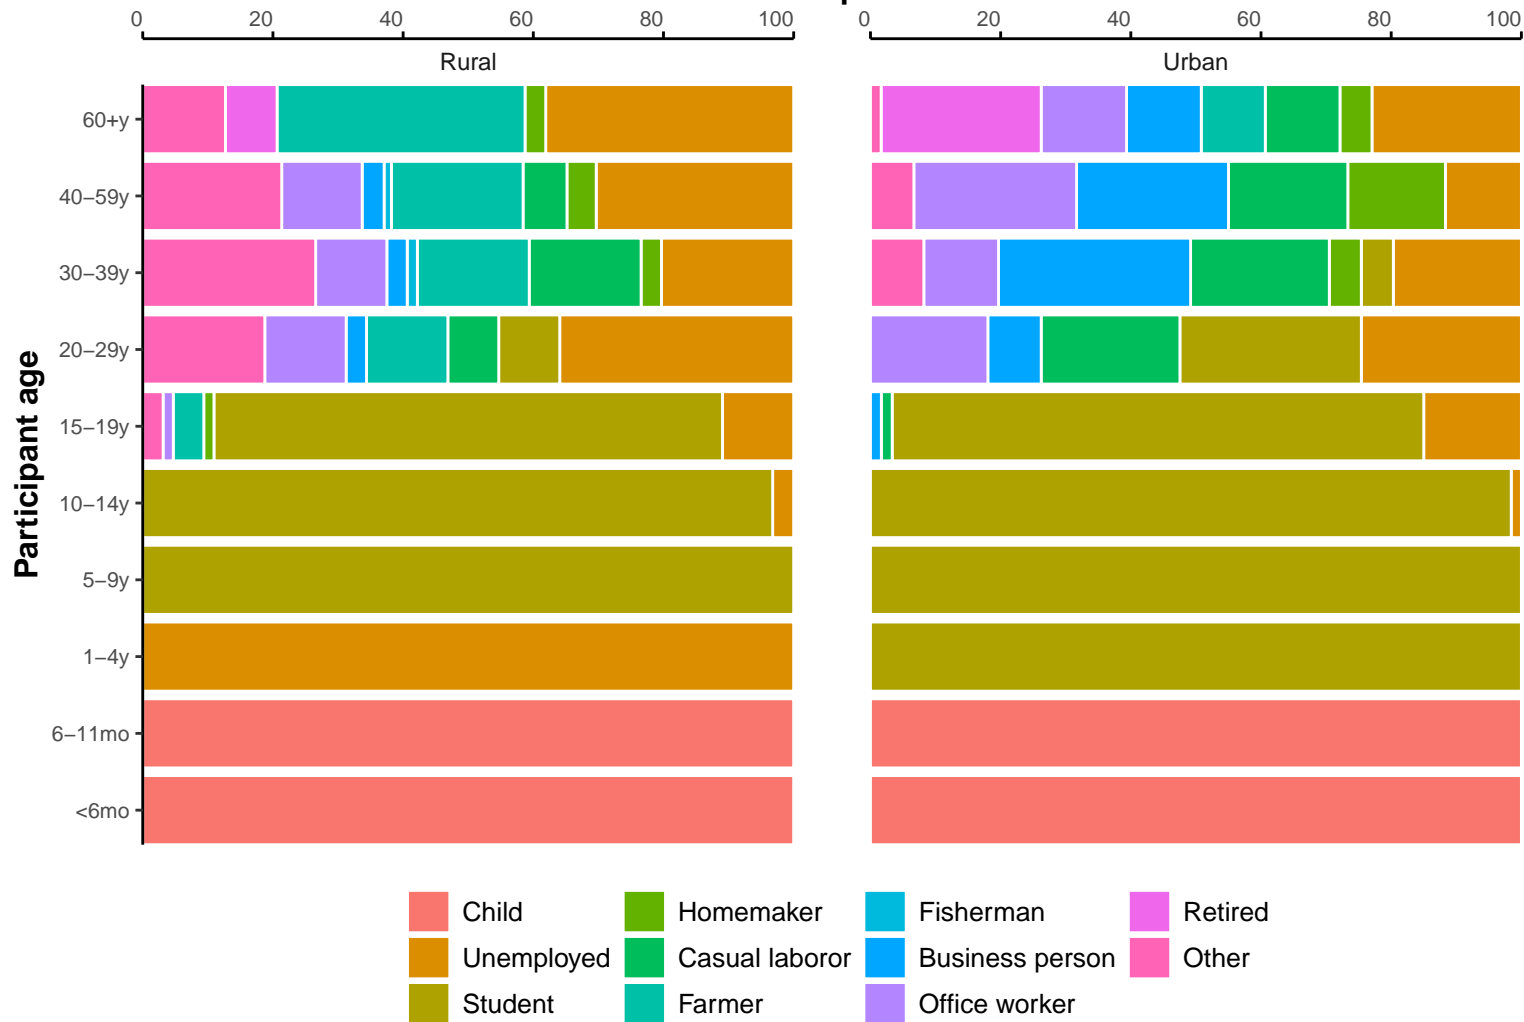 0 20 40 60 80 100 0 20 40 60 80 100
Rural Urban
60+y
40–59y
30–39y
20–29y
15–19y
10–14y
5–9y
1–4y
6–11mo
<6mo
Participant age
Child Homemaker Fisherman Retired
Unemployed Casual laboror Business person Other
Student Farmer Office worker